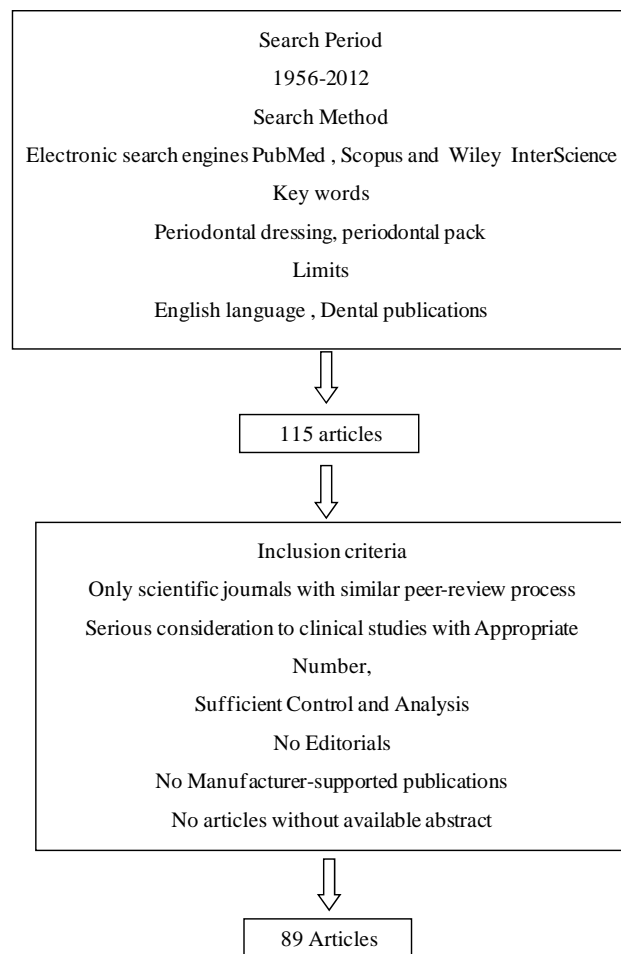 Search Period
1956-2012
Search Method
Electronic search engines PubMed , Scopus and Wiley InterScience
Key words
Periodontal dressing, periodontal pack
Limits
English language , Dental publications
115 articles
Inclusion criteria
Only scientific journals with similar peer-review process
Serious consideration to clinical studies with Appropriate
Number,
Sufficient Control and Analysis
No Editorials
No Manufacturer-supported publications
No articles without available abstract
89 Articles